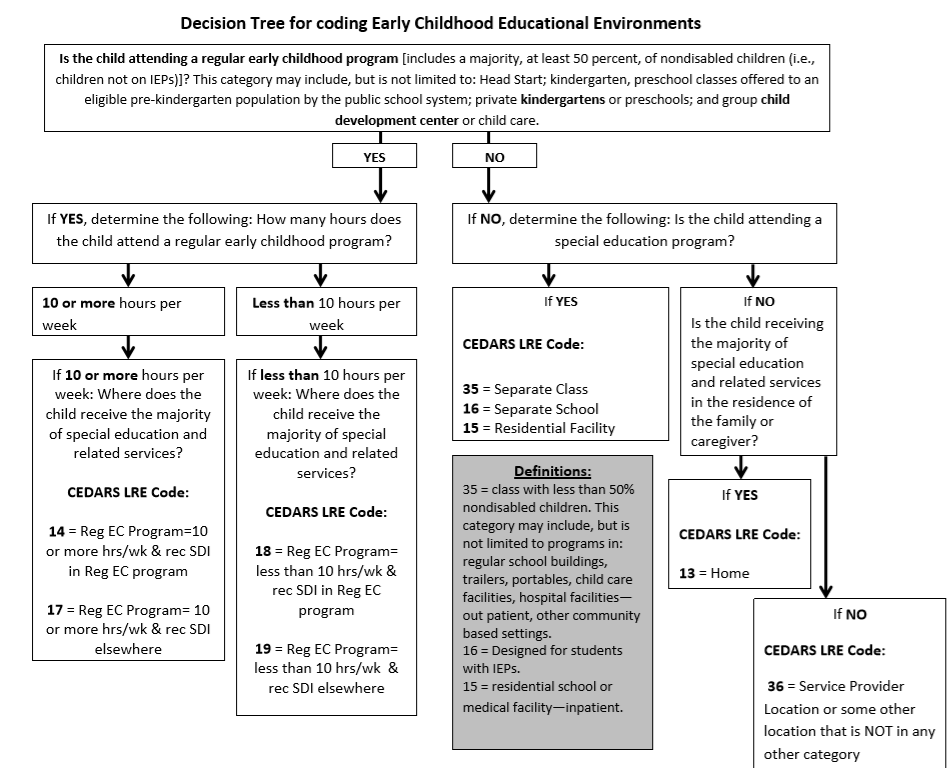 Decision Tree for coding Early Childhood Educational Environments
Is the child attending a regular early childhood program [includes a majority, at least 50 percent, of nondisabled children (i.e.,
children not on IEPs)]? This category may include, but is not limited to: Head Start; kindergarten, preschool classes offered to an
eligible pre-kindergarten population by the public school system; private kindergartens or preschools; and group child
development center or child care.
YES
NO
If YES, determine the following: How many hours does
the child attend a regular early childhood program?
If NO, determine the following: Is the child attending a
special education program?
10 or more hours per
week
Less than 10 hours per
week
If 10 or more hours per
week: Where does the
child receive the majority
of special education and
related services?
CEDARS LRE Code:
14 = Reg EC Program=10
or more hrs/wk & rec SDI
in Reg EC program
17 = Reg EC Program= 10
or more hrs/wk & rec SDI
elsewhere
If less than 10 hours per
week: Where does the
child receive the
majority of special
education and related
services?
CEDARS LRE Code:
18 = Reg EC Program=
less than 10 hrs/wk &
rec SDI in Reg EC
program
19 = Reg EC Program=
less than 10 hrs/wk & 
rec SDI elsewhere
If YES
CEDARS LRE Code:
35 = Separate Class
16 = Separate School
15 = Residential Facility
If NO
Is the child receiving
the majority of
special education
and related services
in the residence of
the family or
caregiver?
Definitions:
35 = class with less than 50%
nondisabled children. This
category may include, but is
not limited to programs in:
regular school buildings,
trailers, portables, child care
facilities, hospital facilities—
out patient, other community
based settings.
16 = Designed for students
with IEPs.
15 = residential school or
medical facility—inpatient.
If YES
CEDARS LRE Code:
13 = Home
If NO
CEDARS LRE Code:
36 = Service Provider
Location or some other
location that is NOT in any
other category